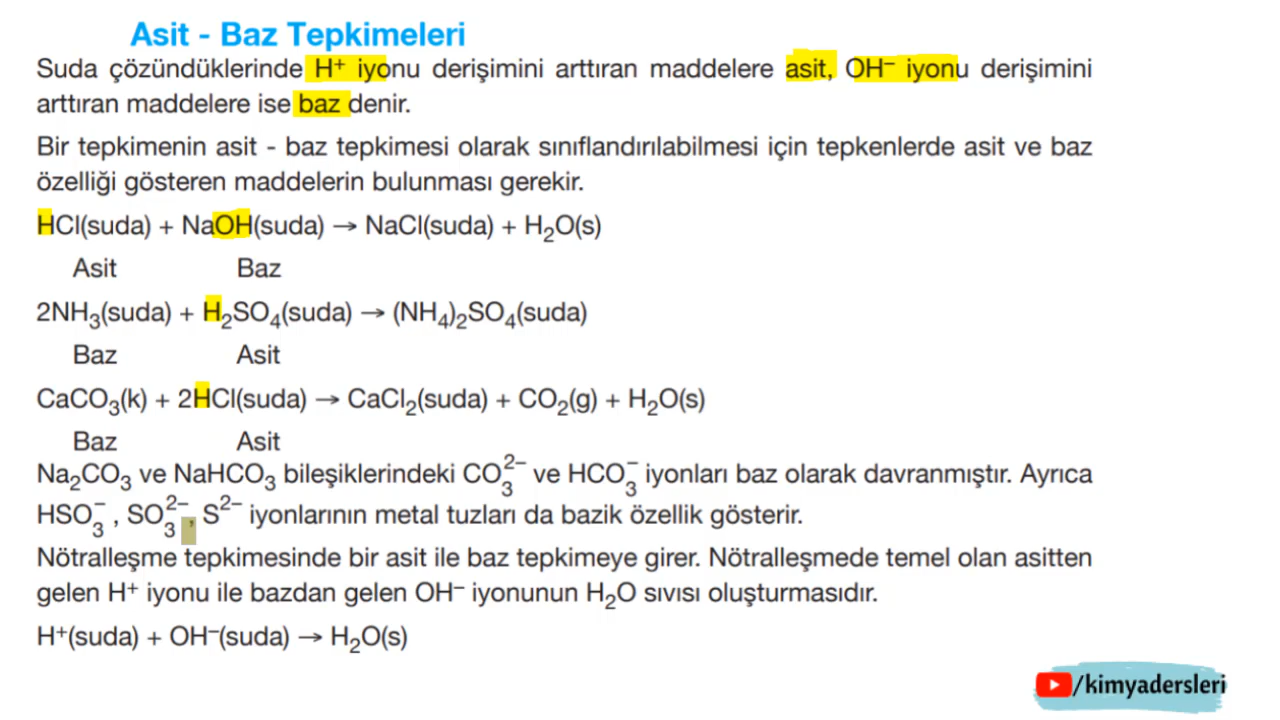 Asit - Baz Tepkimeleri
Suda çözündüklerinde H⁺ iyonu derişimini arttıran maddelere asit, OH⁻ iyonu derişimini
arttıran maddelere ise baz denir.
Bir tepkimenin asit - baz tepkimesi olarak sınıflandırılabilmesi için tepkenlerde asit ve baz
özelliği gösteren maddelerin bulunması gerekir.
HCl(suda) + NaOH(suda) → NaCl(suda) + H₂O(s)
Asit Baz
2NH₃(suda) + H₂SO₄(suda) → (NH₄)₂SO₄(suda)
Baz Asit
CaCO₃(k) + 2HCl(suda) → CaCl₂(suda) + CO₂(g) + H₂O(s)
Baz Asit
Na₂CO₃ ve NaHCO₃ bileşiklerindeki CO₃²⁻ ve HCO₃⁻ iyonları baz olarak davranmıştır. Ayrıca
HSO₃⁻ , SO₃²⁻ , S²⁻ iyonlarının metal tuzları da bazik özellik gösterir.
Nötralleşme tepkimesinde bir asit ile baz tepkimeye girer. Nötralleşmede temel olan asitten
gelen H⁺ iyonu ile bazdan gelen OH⁻ iyonunun H₂O sıvısı oluşturmasıdır.
H⁺(suda) + OH⁻(suda) → H₂O(s)
/kimyadersleri